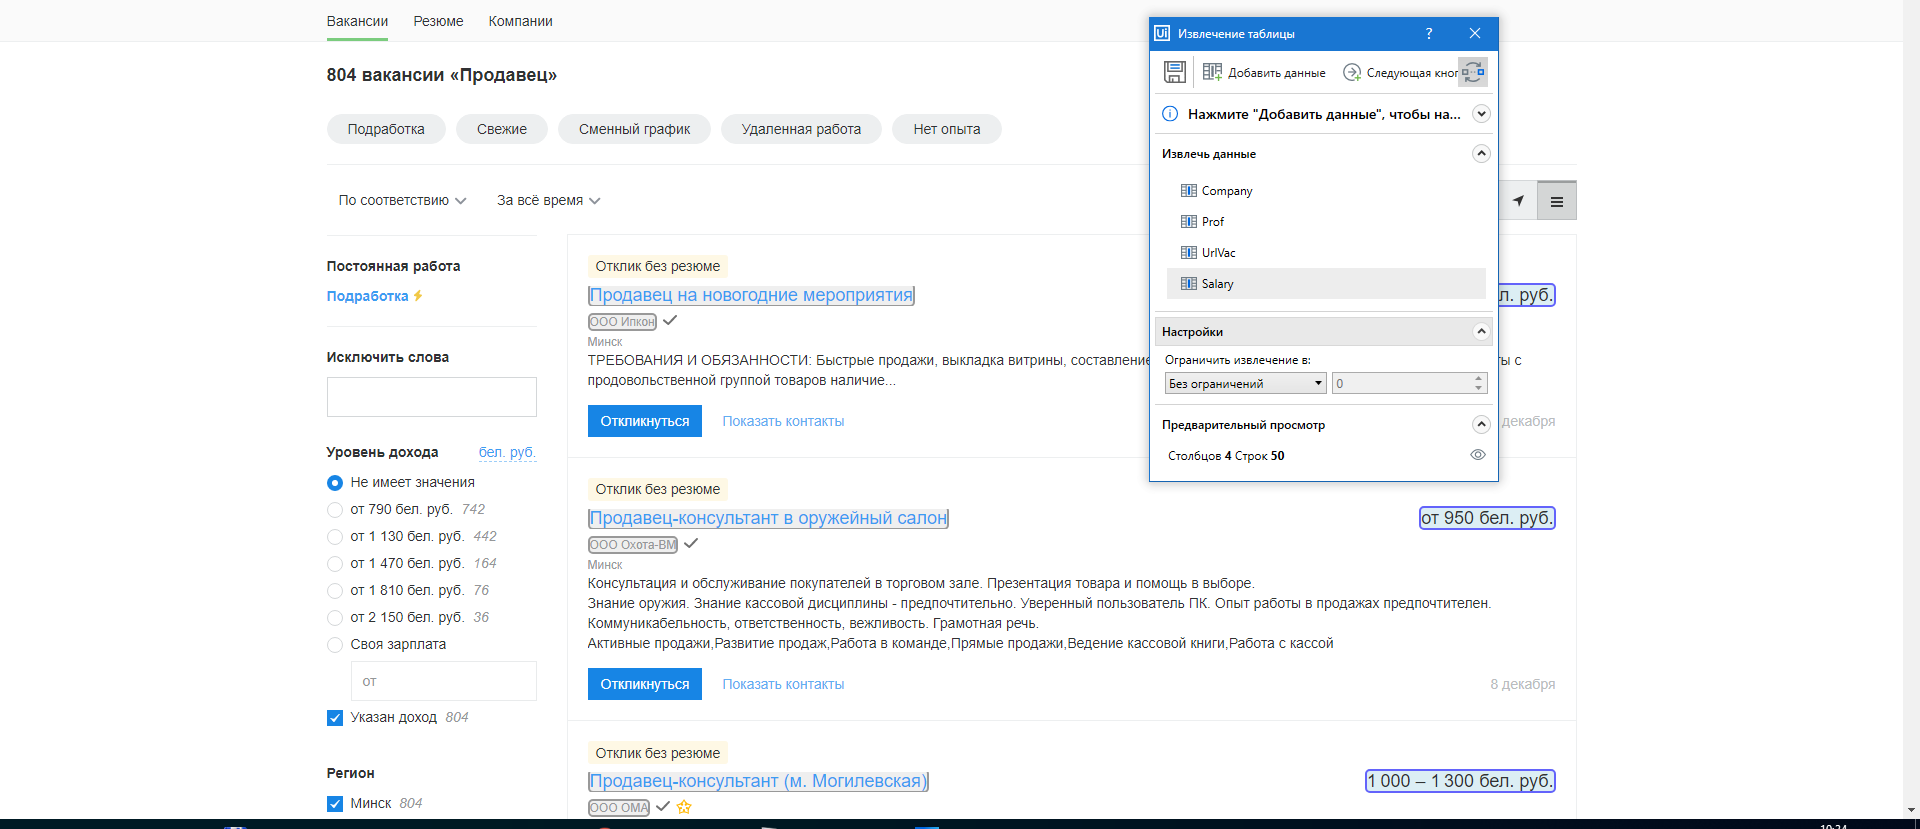 Вакансии Резюме Компании
804 вакансии «Продавец»
Подработка Свежие Сменный график Удаленная работа Нет опыта
По соответствию За всё время
Постоянная работа
Подработка
Исключить слова
Уровень дохода бел. руб.
Не имеет значения
от 790 бел. руб. 742
от 1 130 бел. руб. 442
от 1 470 бел. руб. 164
от 1 810 бел. руб. 76
от 2 150 бел. руб. 36
Своя зарплата
от
Указан доход 804
Регион
Минск 804
Отклик без резюме
Продавец на новогодние мероприятия
л. руб.
ООО Ипкон
Минск
ТРЕБОВАНИЯ И ОБЯЗАННОСТИ: Быстрые продажи, выкладка витрины, составление
ты с
продовольственной группой товаров наличие...
Откликнуться Показать контакты
декабря
Отклик без резюме
Продавец-консультант в оружейный салон от 950 бел. руб.
ООО Охота-ВМ
Минск
Консультация и обслуживание покупателей в торговом зале. Презентация товара и помощь в выборе.
Знание оружия. Знание кассовой дисциплины - предпочтительно. Уверенный пользователь ПК. Опыт работы в продажах предпочтителен.
Коммуникабельность, ответственность, вежливость. Грамотная речь.
Активные продажи,Развитие продаж,Работа в команде,Прямые продажи,Ведение кассовой книги,Работа с кассой
Откликнуться Показать контакты 8 декабря
Отклик без резюме
Продавец-консультант (м. Могилевская) 1 000 – 1 300 бел. руб.
ООО ОМА
Ui Извлечение таблицы ?
Добавить данные Следующая кноп
Нажмите "Добавить данные", чтобы на...
Извлечь данные
Company
Prof
UrlVac
Salary
Настройки
Ограничить извлечение в:
Без ограничений 0
Предварительный просмотр
Столбцов 4 Строк 50